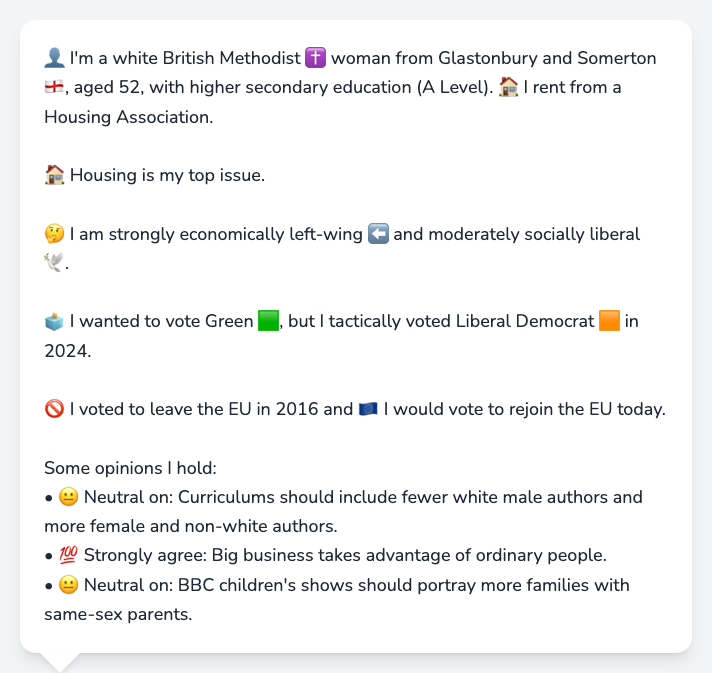 👤 I'm a white British Methodist ✝️ woman from Glastonbury and Somerton
🏴󠁧󠁢󠁥󠁮󠁧󠁿, aged 52, with higher secondary education (A Level). 🏠 I rent from a
Housing Association.
🏠 Housing is my top issue.
🤔 I am strongly economically left-wing ⬅️ and moderately socially liberal
🕊️.
🗳️ I wanted to vote Green 🟩, but I tactically voted Liberal Democrat 🟧 in
2024.
🚫 I voted to leave the EU in 2016 and 🇪🇺 I would vote to rejoin the EU today.
Some opinions I hold:
• 😐 Neutral on: Curriculums should include fewer white male authors and
more female and non-white authors.
• 💯 Strongly agree: Big business takes advantage of ordinary people.
• 😐 Neutral on: BBC children's shows should portray more families with
same-sex parents.